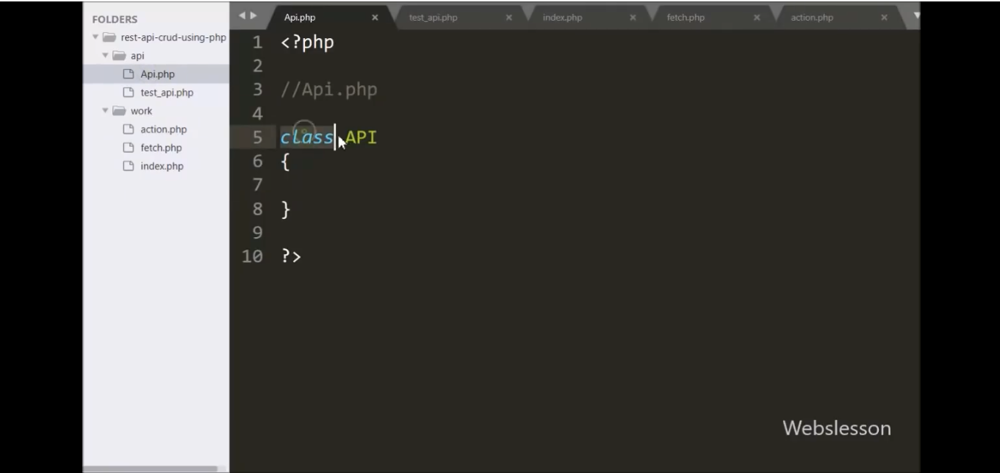 FOLDERS
rest-api-crud-using-php
api
Api.php
test_api.php
work
action.php
fetch.php
index.php
Api.php × test_api.php × index.php × fetch.php × action.php ×
1 <?php
2
3 //Api.php
4
5 class API
6 {
7
8 }
9
10 ?>
Webslesson